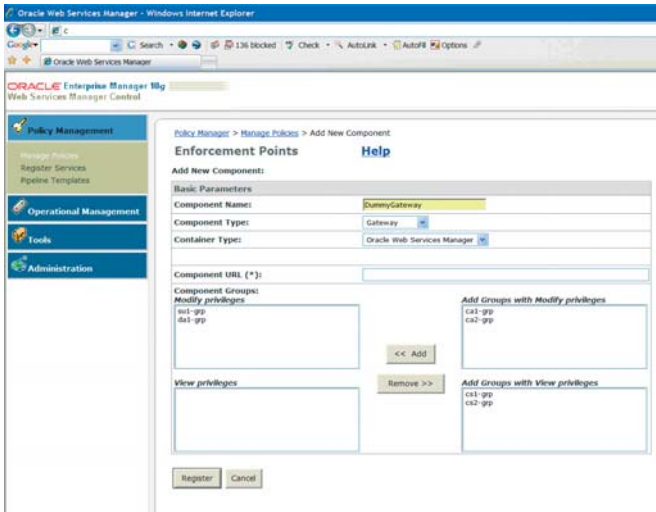 Oracle Web Services Manager - Windows Internet Explorer
Google
Search
136 blocked
Check
AutoLink
AutoFill
Options
Oracle Web Services Manager
ORACLE Enterprise Manager 10g
Web Services Manager Control
Policy Management
Manage Policies
Register Services
Pipeline Templates
Operational Management
Tools
Administration
Policy Manager > Manage Policies > Add New Component
Enforcement Points Help
Add New Component:
Basic Parameters
Component Name: DummyGateway
Component Type: Gateway
Container Type: Oracle Web Services Manager
Component URL (*):
Component Groups:
Modify privileges Add Groups with Modify privileges
su1-grp
da1-grp
ca1-grp
ca2-grp
<< Add
Remove >>
View privileges Add Groups with View privileges
cs1-grp
cs2-grp
Register Cancel